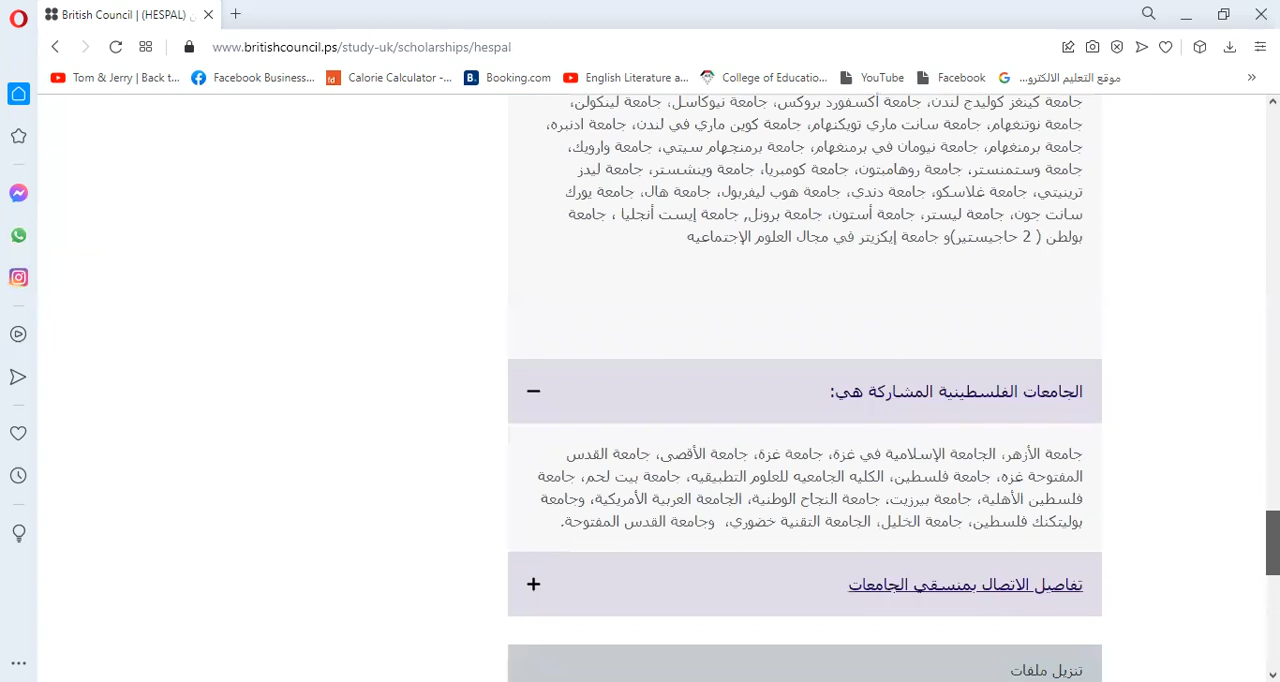 British Council | (HESPAL)
www.britishcouncil.ps/study-uk/scholarships/hespal
Tom & Jerry | Back t...
Facebook Business...
Calorie Calculator -...
Booking.com
English Literature a...
College of Educatio...
YouTube
Facebook
موقع التعليم الالكترو...
جامعة كينغز كوليدج لندن، جامعة أكسفورد بروكس، جامعة نيوكاسل، جامعة لينكولن،
جامعة نوتنغهام، جامعة سانت ماري تويكنهام، جامعة كوين ماري في لندن، جامعة ادنبره،
جامعة برمنغهام، جامعة نيومان في برمنغهام، جامعة برمنجهام سيتي، جامعة وارويك،
جامعة وستمنستر، جامعة روهامبتون، جامعة كومبريا، جامعة وينشستر، جامعة ليدز
ترينيتي، جامعة غلاسكو، جامعة دندي، جامعة هوب ليفربول، جامعة هال، جامعة يورك
سانت جون، جامعة ليستر، جامعة أستون، جامعة برونل, جامعة إيست أنجليا ، جامعة
بولطن ( 2 حاجيستير)و جامعة إيكزيتر في مجال العلوم الإجتماعيه
الجامعات الفلسطينية المشاركة هي:
جامعة الأزهر، الجامعة الإسلامية في غزة، جامعة غزة، جامعة الأقصى، جامعة القدس
المفتوحة غزه، جامعة فلسطين، الكليه الجامعيه للعلوم التطبيقيه، جامعة بيت لحم، جامعة
فلسطين الأهلية، جامعة بيرزيت، جامعة النجاح الوطنية، الجامعة العربية الأمريكية، وجامعة
بوليتكنك فلسطين، جامعة الخليل، الجامعة التقنية خضوري، وجامعة القدس المفتوحة.
تفاصيل الاتصال بمنسقي الجامعات
تنزيل ملفات